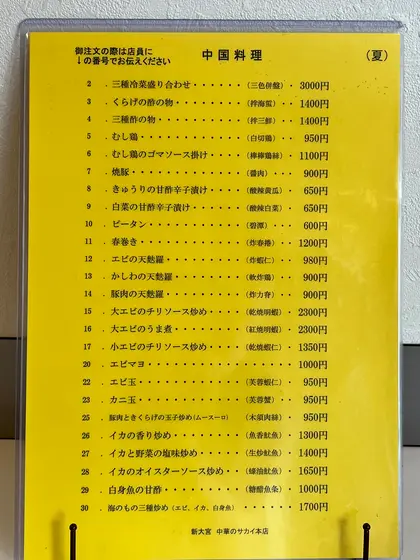 御注文の際は店員に
↓の番号でお伝えください
中国料理
(夏)
2 .三種冷菜盛り合わせ・・・・・・・(三色併盤)・3000円
3 .くらげの酢の物・・・・・・・・・(拌海蜇)・・1400円
4 .三種酢の物・・・・・・・・・・・(拌三鮮)・・1400円
5 .むし鶏・・・・・・・・・・・・・(白切鶏)・・950円
6 .むし鶏のゴマソース掛け・・・・・(棒棒鶏絲)・1100円
7 .焼豚・・・・・・・・・・・・・・(醤肉)・・・900円
8 .きゅうりの甘酢辛子漬け・・・・・(酸辣黄瓜)・650円
9 .白菜の甘酢辛子漬け・・・・・・・(酸辣白菜)・650円
10 .ピータン・・・・・・・・・・・・(碧潭)・・・600円
11 .春巻き・・・・・・・・・・・・・(炸春捲)・・1200円
12 .エビの天麩羅・・・・・・・・・・(炸蝦仁)・・980円
13 .かしわの天麩羅・・・・・・・・・(軟炸鶏)・・900円
14 .豚肉の天麩羅・・・・・・・・・・(炸力脊)・・900円
15 .大エビのチリソース炒め・・・・・(乾焼明蝦)・2300円
16 .大エビのうま煮・・・・・・・・・(紅焼明蝦)・2300円
17 .小エビのチリソース炒め・・・・・(乾焼蝦仁)・1350円
20 .エビマヨ・・・・・・・・・・・・・・・・・・1000円
22 .エビ玉・・・・・・・・・・・・・(芙蓉蝦仁)・950円
23 .カニ玉・・・・・・・・・・・・・(芙蓉蟹)・・950円
25 .豚肉ときくらげの玉子炒め(ムースーロ)・・・(木須肉絲)・950円
26 .イカの香り炒め・・・・・・・・・(魚香魷魚)・1300円
27 .イカと野菜の塩味炒め・・・・・・(生炒魷魚)・1400円
28 .イカのオイスターソース炒め・・・(蠔油魷魚)・1650円
29 .白身魚の甘酢・・・・・・・・・・(糖醋魚条)・1000円
30 .海のもの三種炒め(エビ、イカ、白身魚)・・・・・・・・1700円
新大宮 中華のサカイ本店